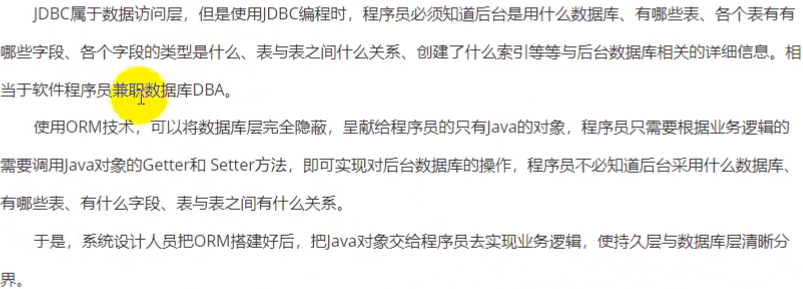 JDBC属于数据访问层，但是使用JDBC编程时，程序员必须知道后台是用什么数据库、有哪些表、各个表有有
哪些字段、各个字段的类型是什么、表与表之间什么关系、创建了什么索引等等与后台数据库相关的详细信息。相
当于软件程序员兼职数据库DBA。
使用ORM技术，可以将数据库层完全隐蔽，呈献给程序员的只有Java的对象，程序员只需要根据业务逻辑的
需要调用Java对象的Getter和 Setter方法，即可实现对后台数据库的操作，程序员不必知道后台采用什么数据库、
有哪些表、有什么字段、表与表之间有什么关系。
于是，系统设计人员把ORM搭建好后，把Java对象交给程序员去实现业务逻辑，使持久层与数据库层清晰分
界。